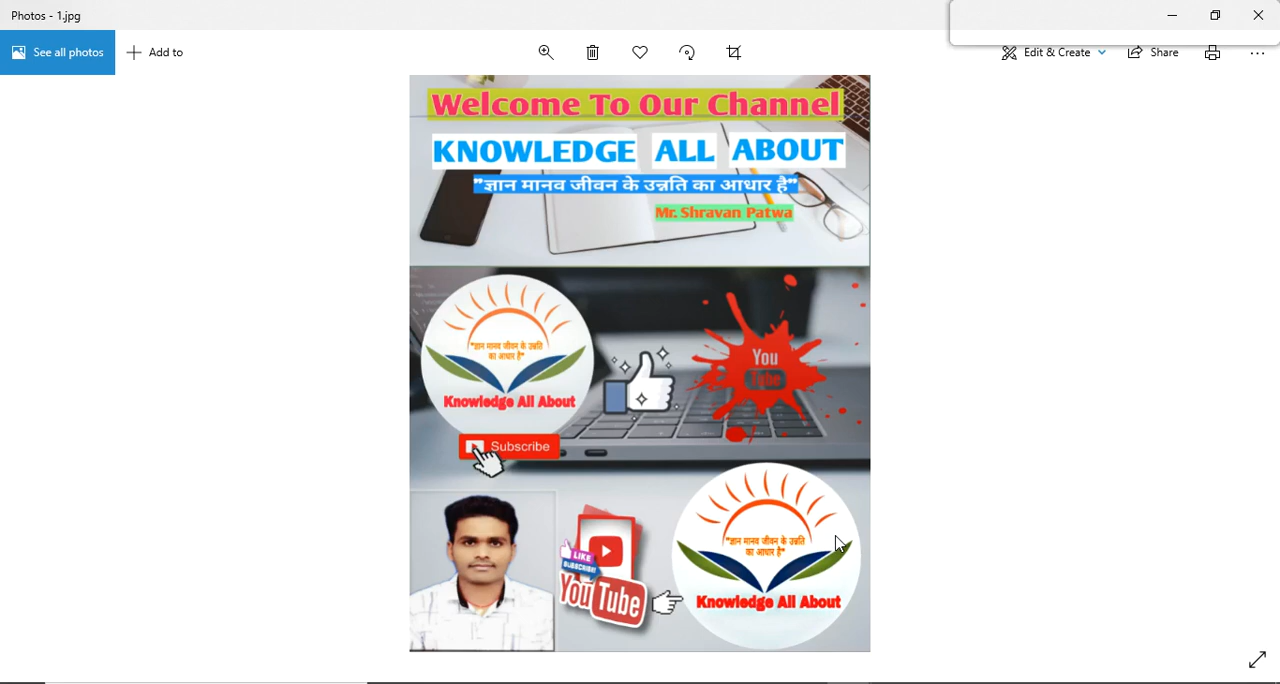 Photos - 1.jpg
See all photos
Add to
Edit & Create
Share
Welcome To Our Channel
KNOWLEDGE ALL ABOUT
"ज्ञान मानव जीवन के उन्नति का आधार है"
Mr. Shravan Patwa
"ज्ञान मानव जीवन के उन्नति
का आधार है"
Knowledge All About
You
Tube
Subscribe
LIKE
SUBSCRIBE
YouTube
"ज्ञान मानव जीवन के उन्नति
का आधार है"
Knowledge All About